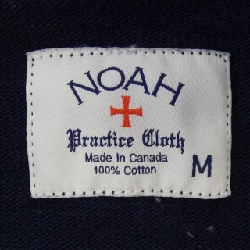 NOAH
Practice Cloth
Made In Canada
100% Cotton
M